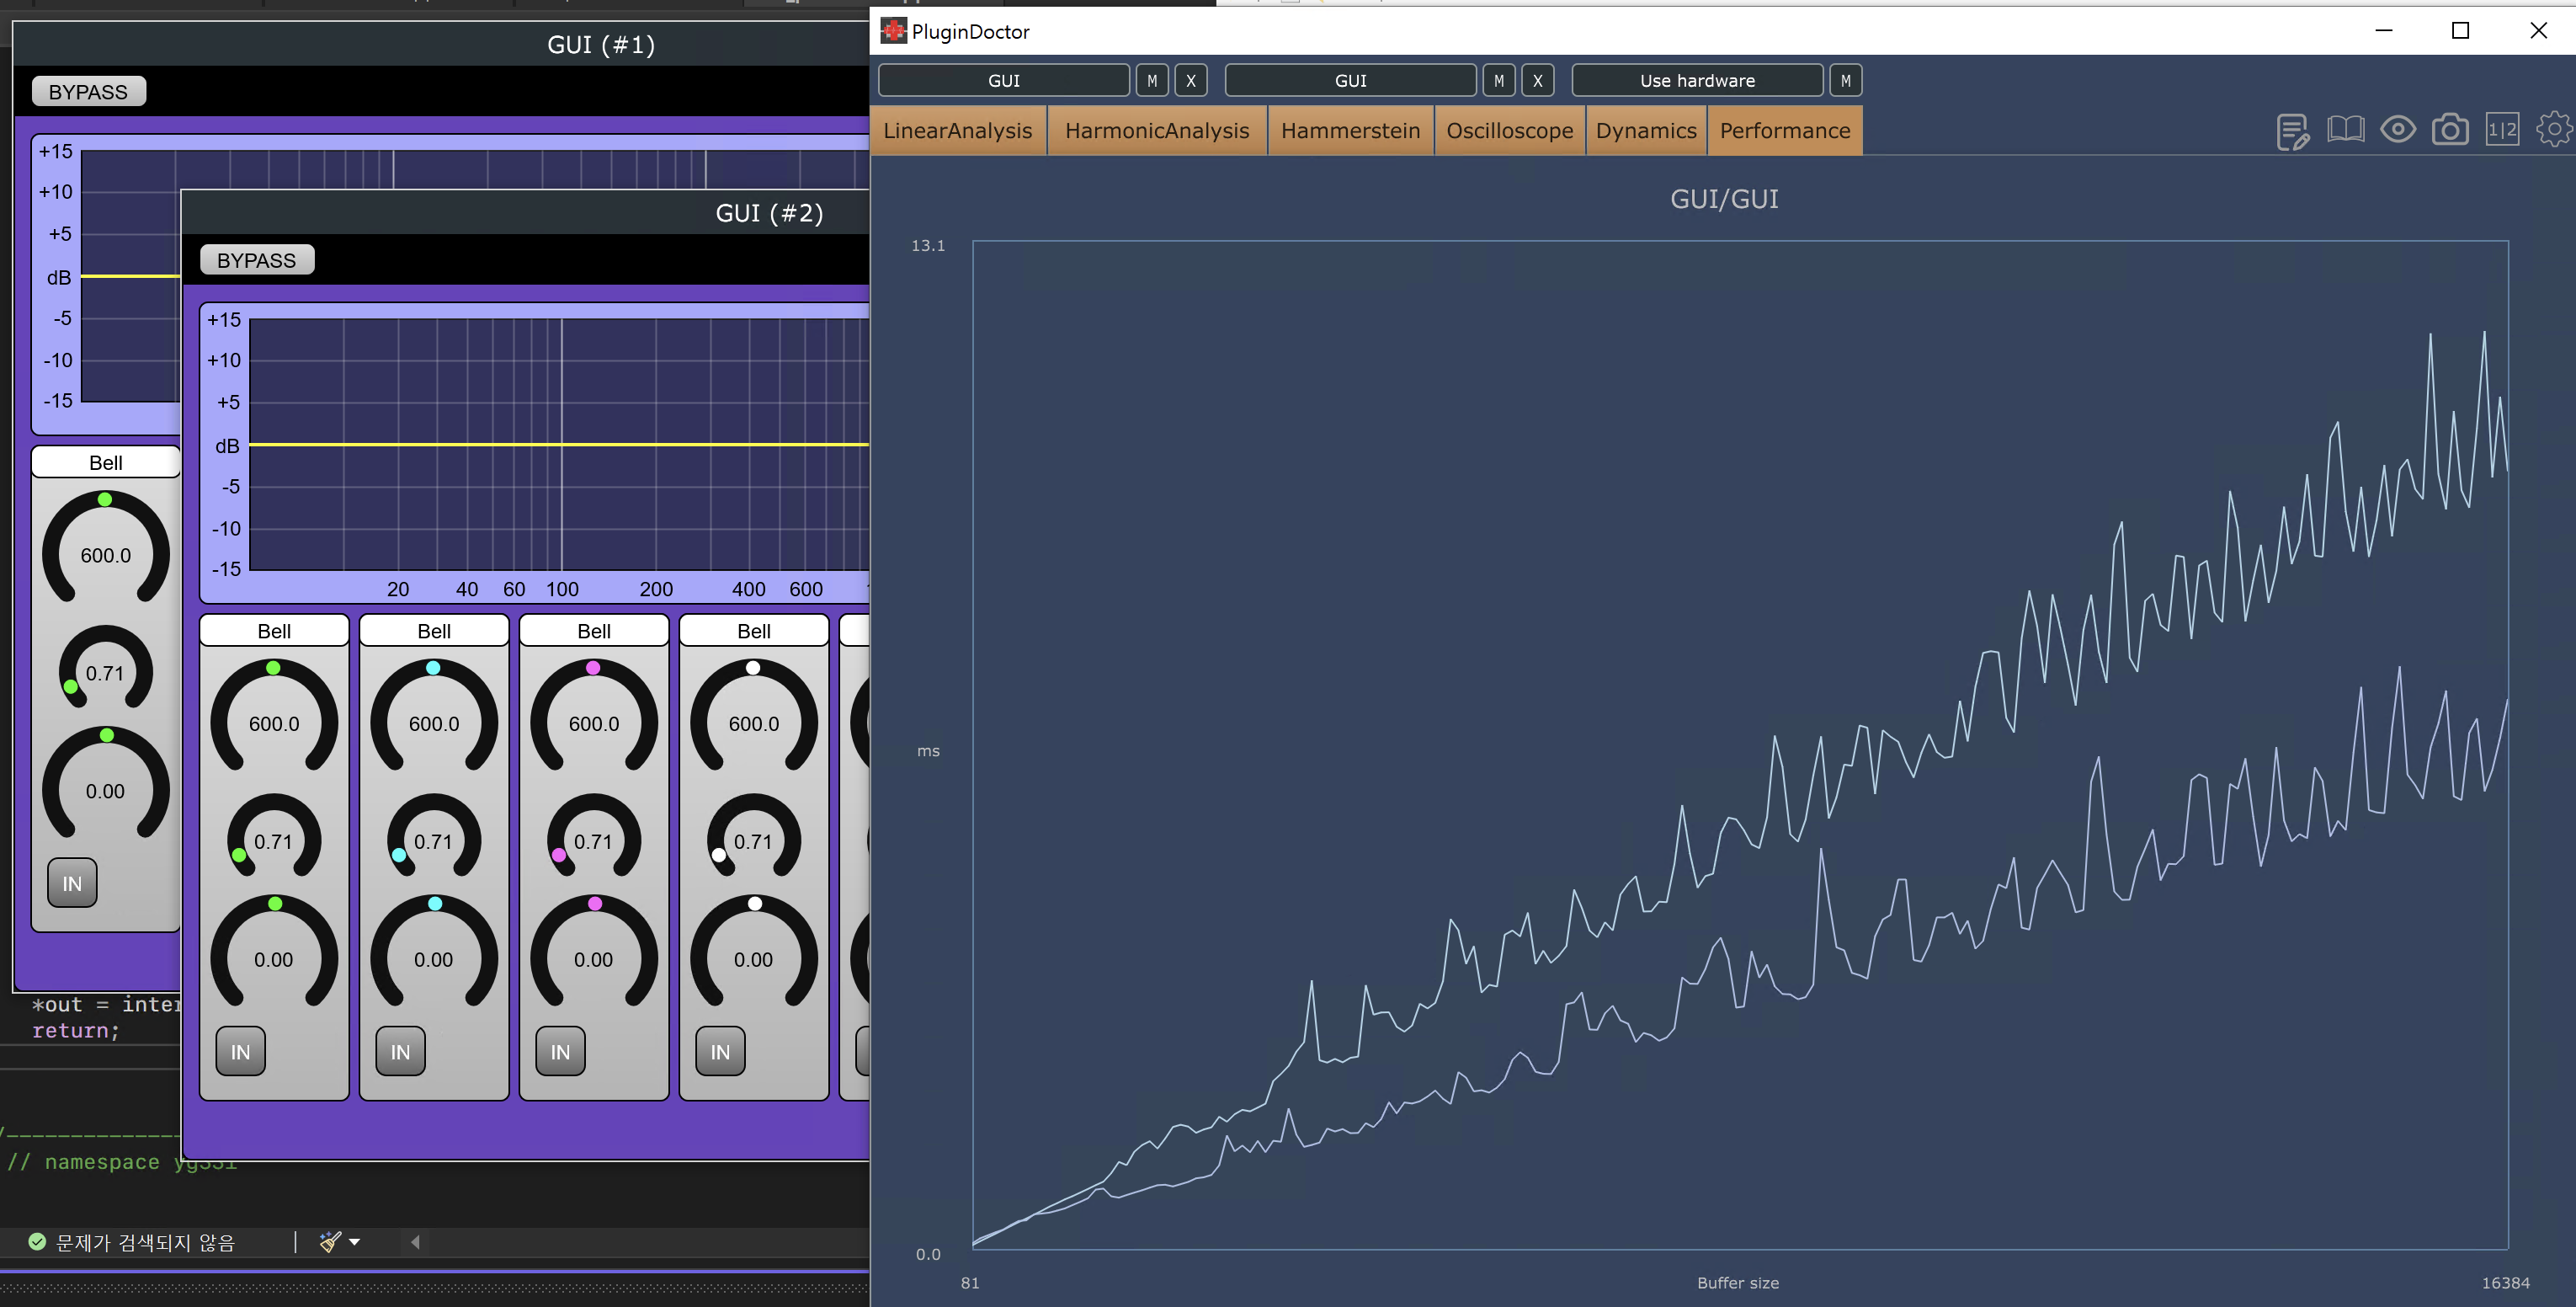 GUI (#1)
BYPASS
+15
+10
+5
dB
-5
-10
-15
Bell
600.0
0.71
0.00
IN
GUI (#2)
BYPASS
+15
+10
+5
dB
-5
-10
-15
20 40 60 100 200 400 600
Bell Bell Bell Bell
600.0 600.0 600.0 600.0
0.71 0.71 0.71 0.71
0.00 0.00 0.00 0.00
IN IN IN IN
*out = inter
return;
// namespace yg331
문제가 검색되지 않음
PluginDoctor
GUI M X GUI M X Use hardware M
LinearAnalysis HarmonicAnalysis Hammerstein Oscilloscope Dynamics Performance
1|2
GUI/GUI
13.1
ms
0.0
81 Buffer size 16384